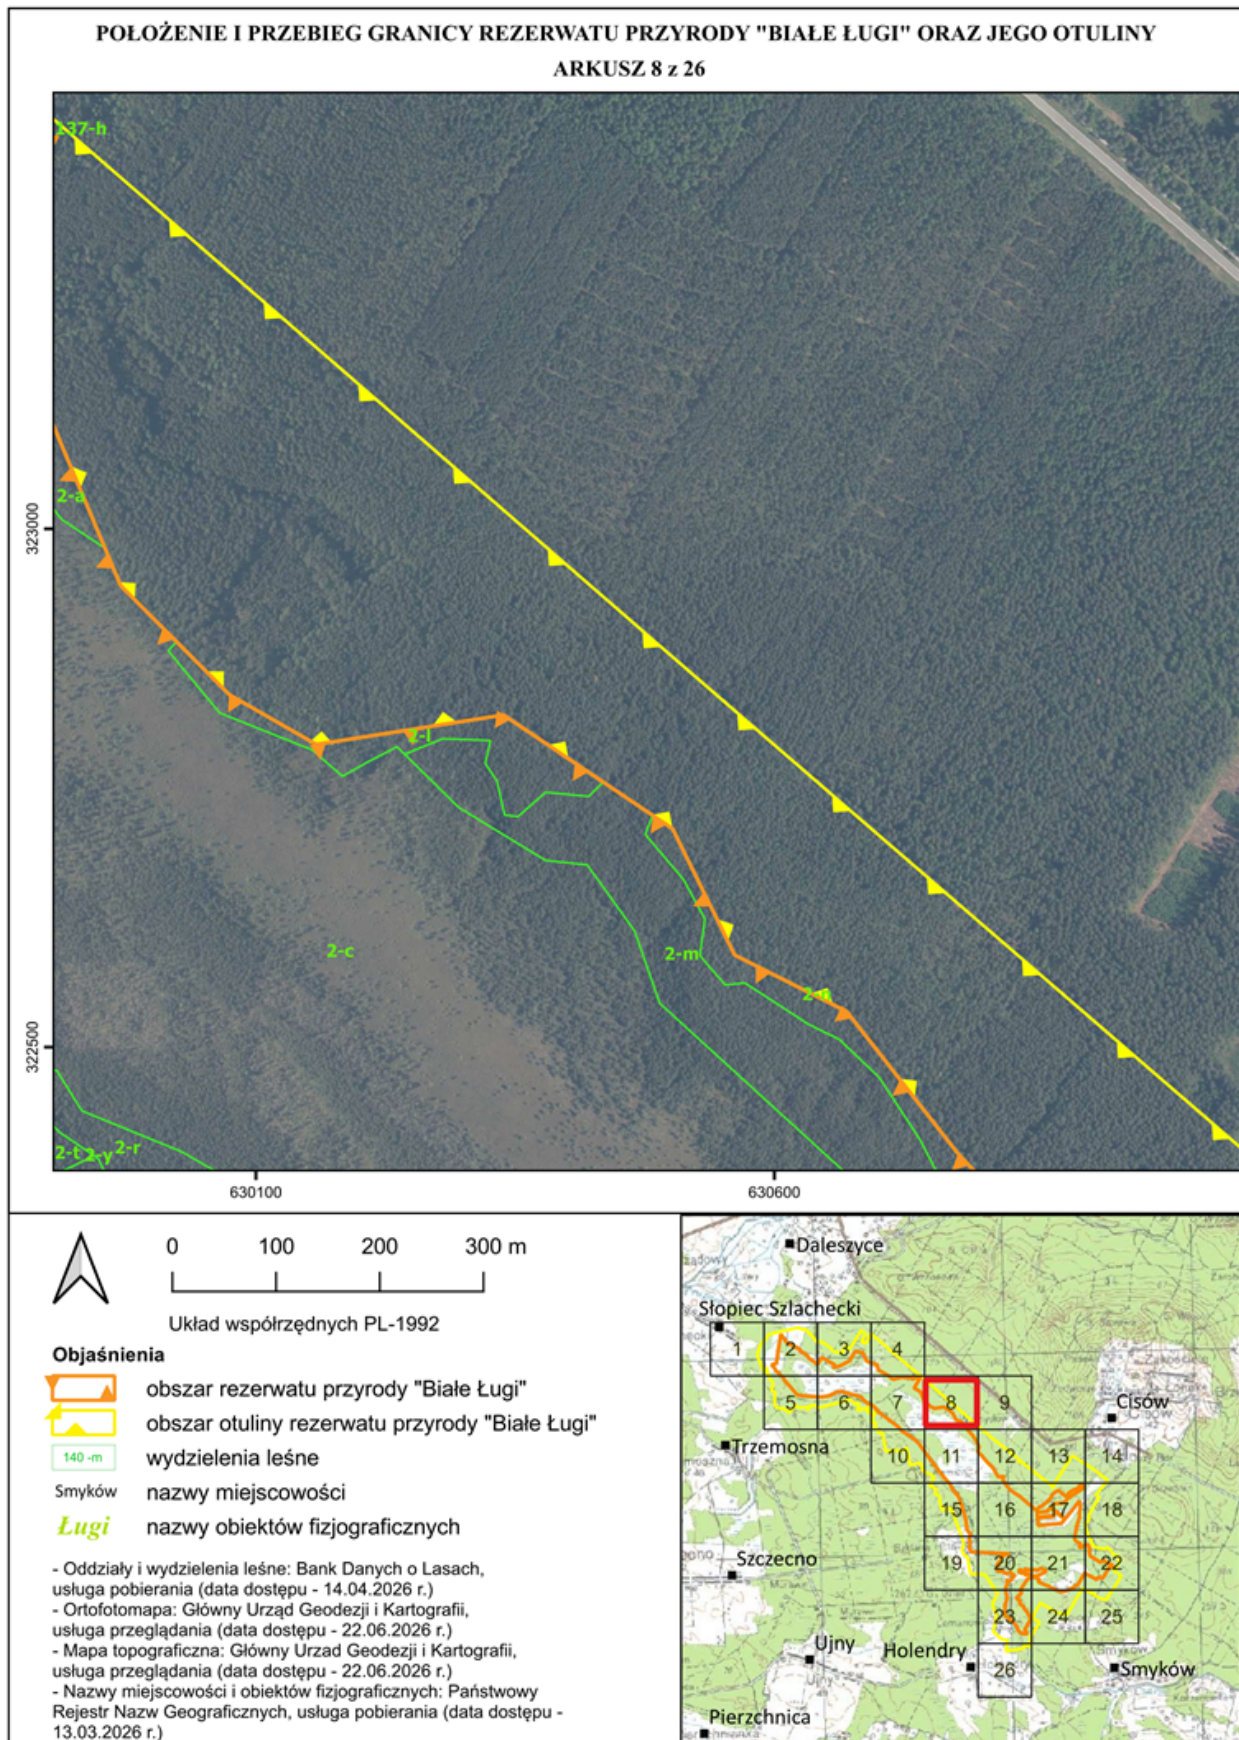 POŁOŻENIE I PRZEBIEG GRANICY REZERWATU PRZYRODY "BIAŁE ŁUGI" ORAZ JEGO OTULINY
ARKUSZ 8 z 26
137-h
2-a
323000
2-l
2-c
2-m
2-n
322500
2-t
2-y
2-r
630100
630600
0 100 200 300 m
Układ współrzędnych PL-1992
Objaśnienia
obszar rezerwatu przyrody "Białe Ługi"
obszar otuliny rezerwatu przyrody "Białe Ługi"
140 -m wydzielenia leśne
Smyków nazwy miejscowości
Ługi nazwy obiektów fizjograficznych
- Oddziały i wydzielenia leśne: Bank Danych o Lasach,
usługa pobierania (data dostępu - 14.04.2026 r.)
- Ortofotomapa: Główny Urząd Geodezji i Kartografii,
usługa przeglądania (data dostępu - 22.06.2026 r.)
- Mapa topograficzna: Główny Urzad Geodezji i Kartografii,
usługa przeglądania (data dostępu - 22.06.2026 r.)
- Nazwy miejscowości i obiektów fizjograficznych: Państwowy
Rejestr Nazw Geograficznych, usługa pobierania (data dostępu -
13.03.2026 r.)
Daleszyce
Słopiec Szlachecki
1 2 3 4
5 6 7 8 9
Cisów
Trzemosna
10 11 12 13 14
15 16 17 18
Szczecno
19 20 21 22
23 24 25
Ujny
Holendry
26
Smyków
Pierzchnica